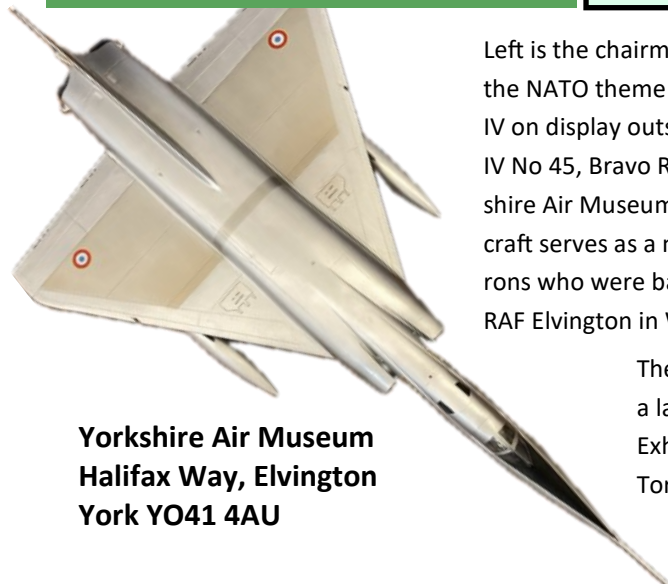 Left is the chairm
the NATO theme
IV on display outs
IV No 45, Bravo R
shire Air Museum
craft serves as a r
rons who were ba
RAF Elvington in
The
a la
Exh
Tor
Yorkshire Air Museum
Halifax Way, Elvington
York YO41 4AU